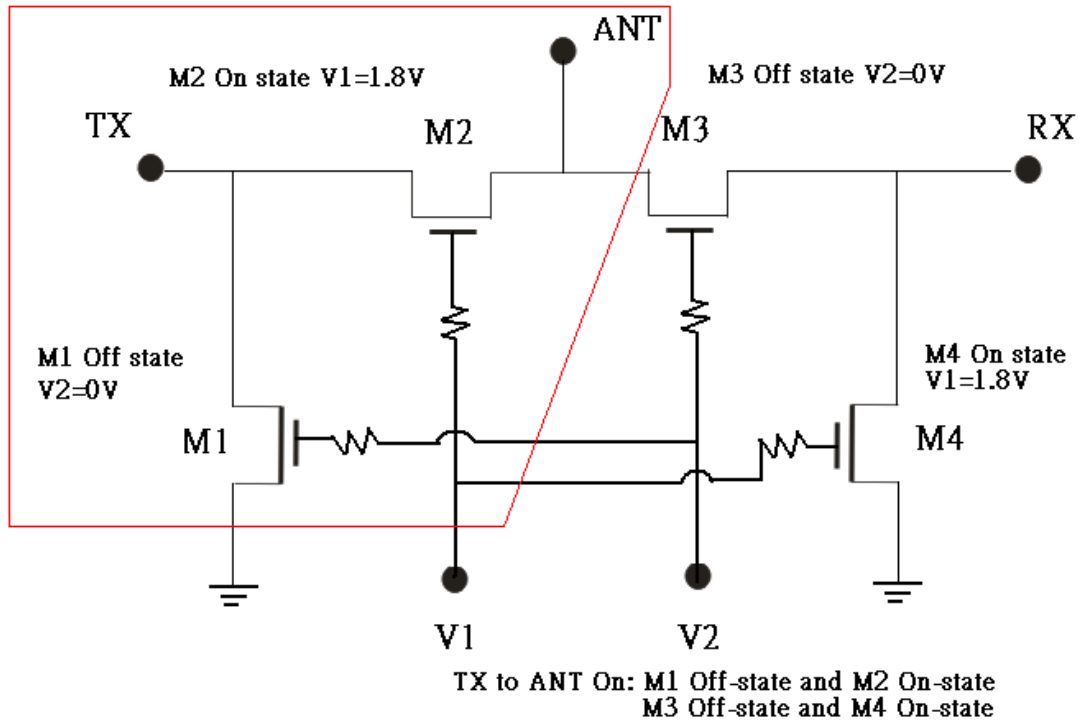 ANT
M2 On state V1=1.8V
M3 Off state V2=0V
TX
M2
M3
RX
M1 Off state
V2=0V
M4 On state
V1=1.8V
M1
M4
V1
V2
TX to ANT On: M1 Off-state and M2 On-state
M3 Off-state and M4 On-state